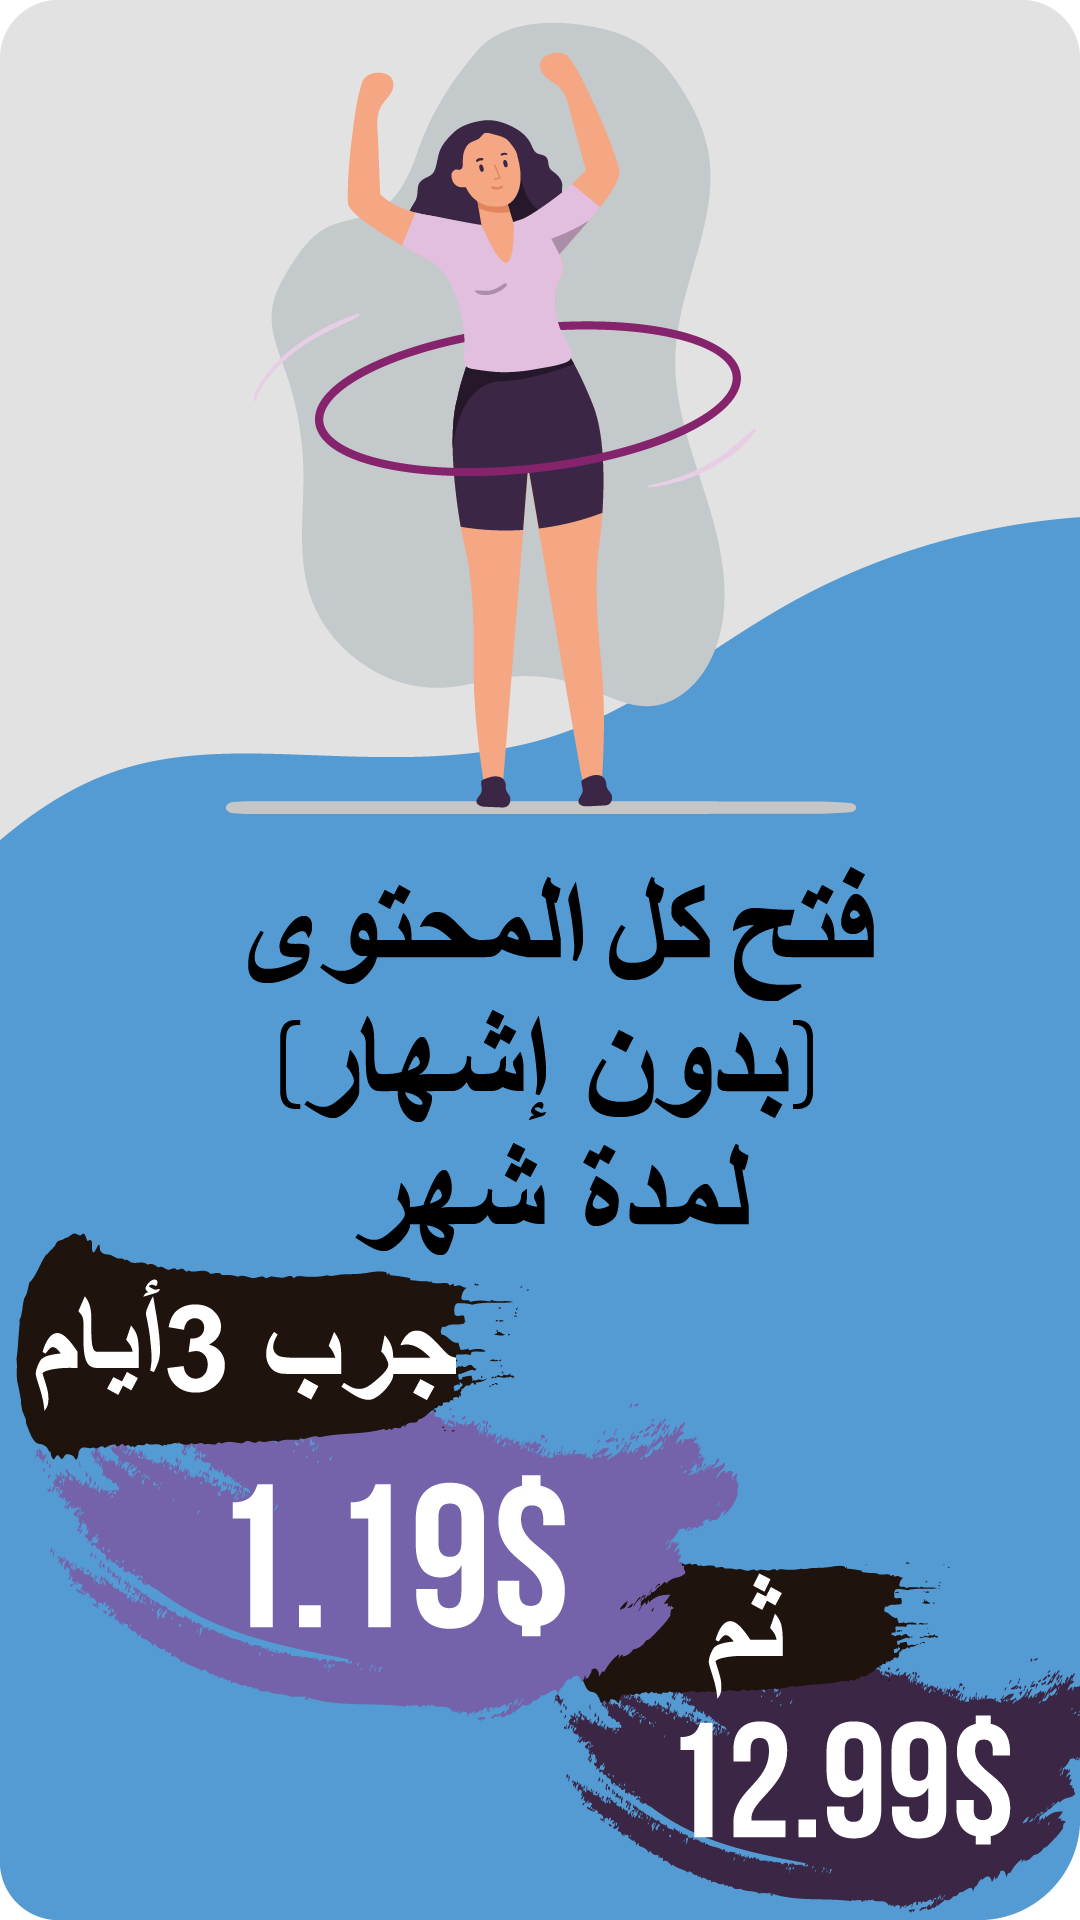 فتح كل المحتوى
(بدون إشهار)
لمدة شهر
جرب 3أيام
1.19$
ثم
12.99$